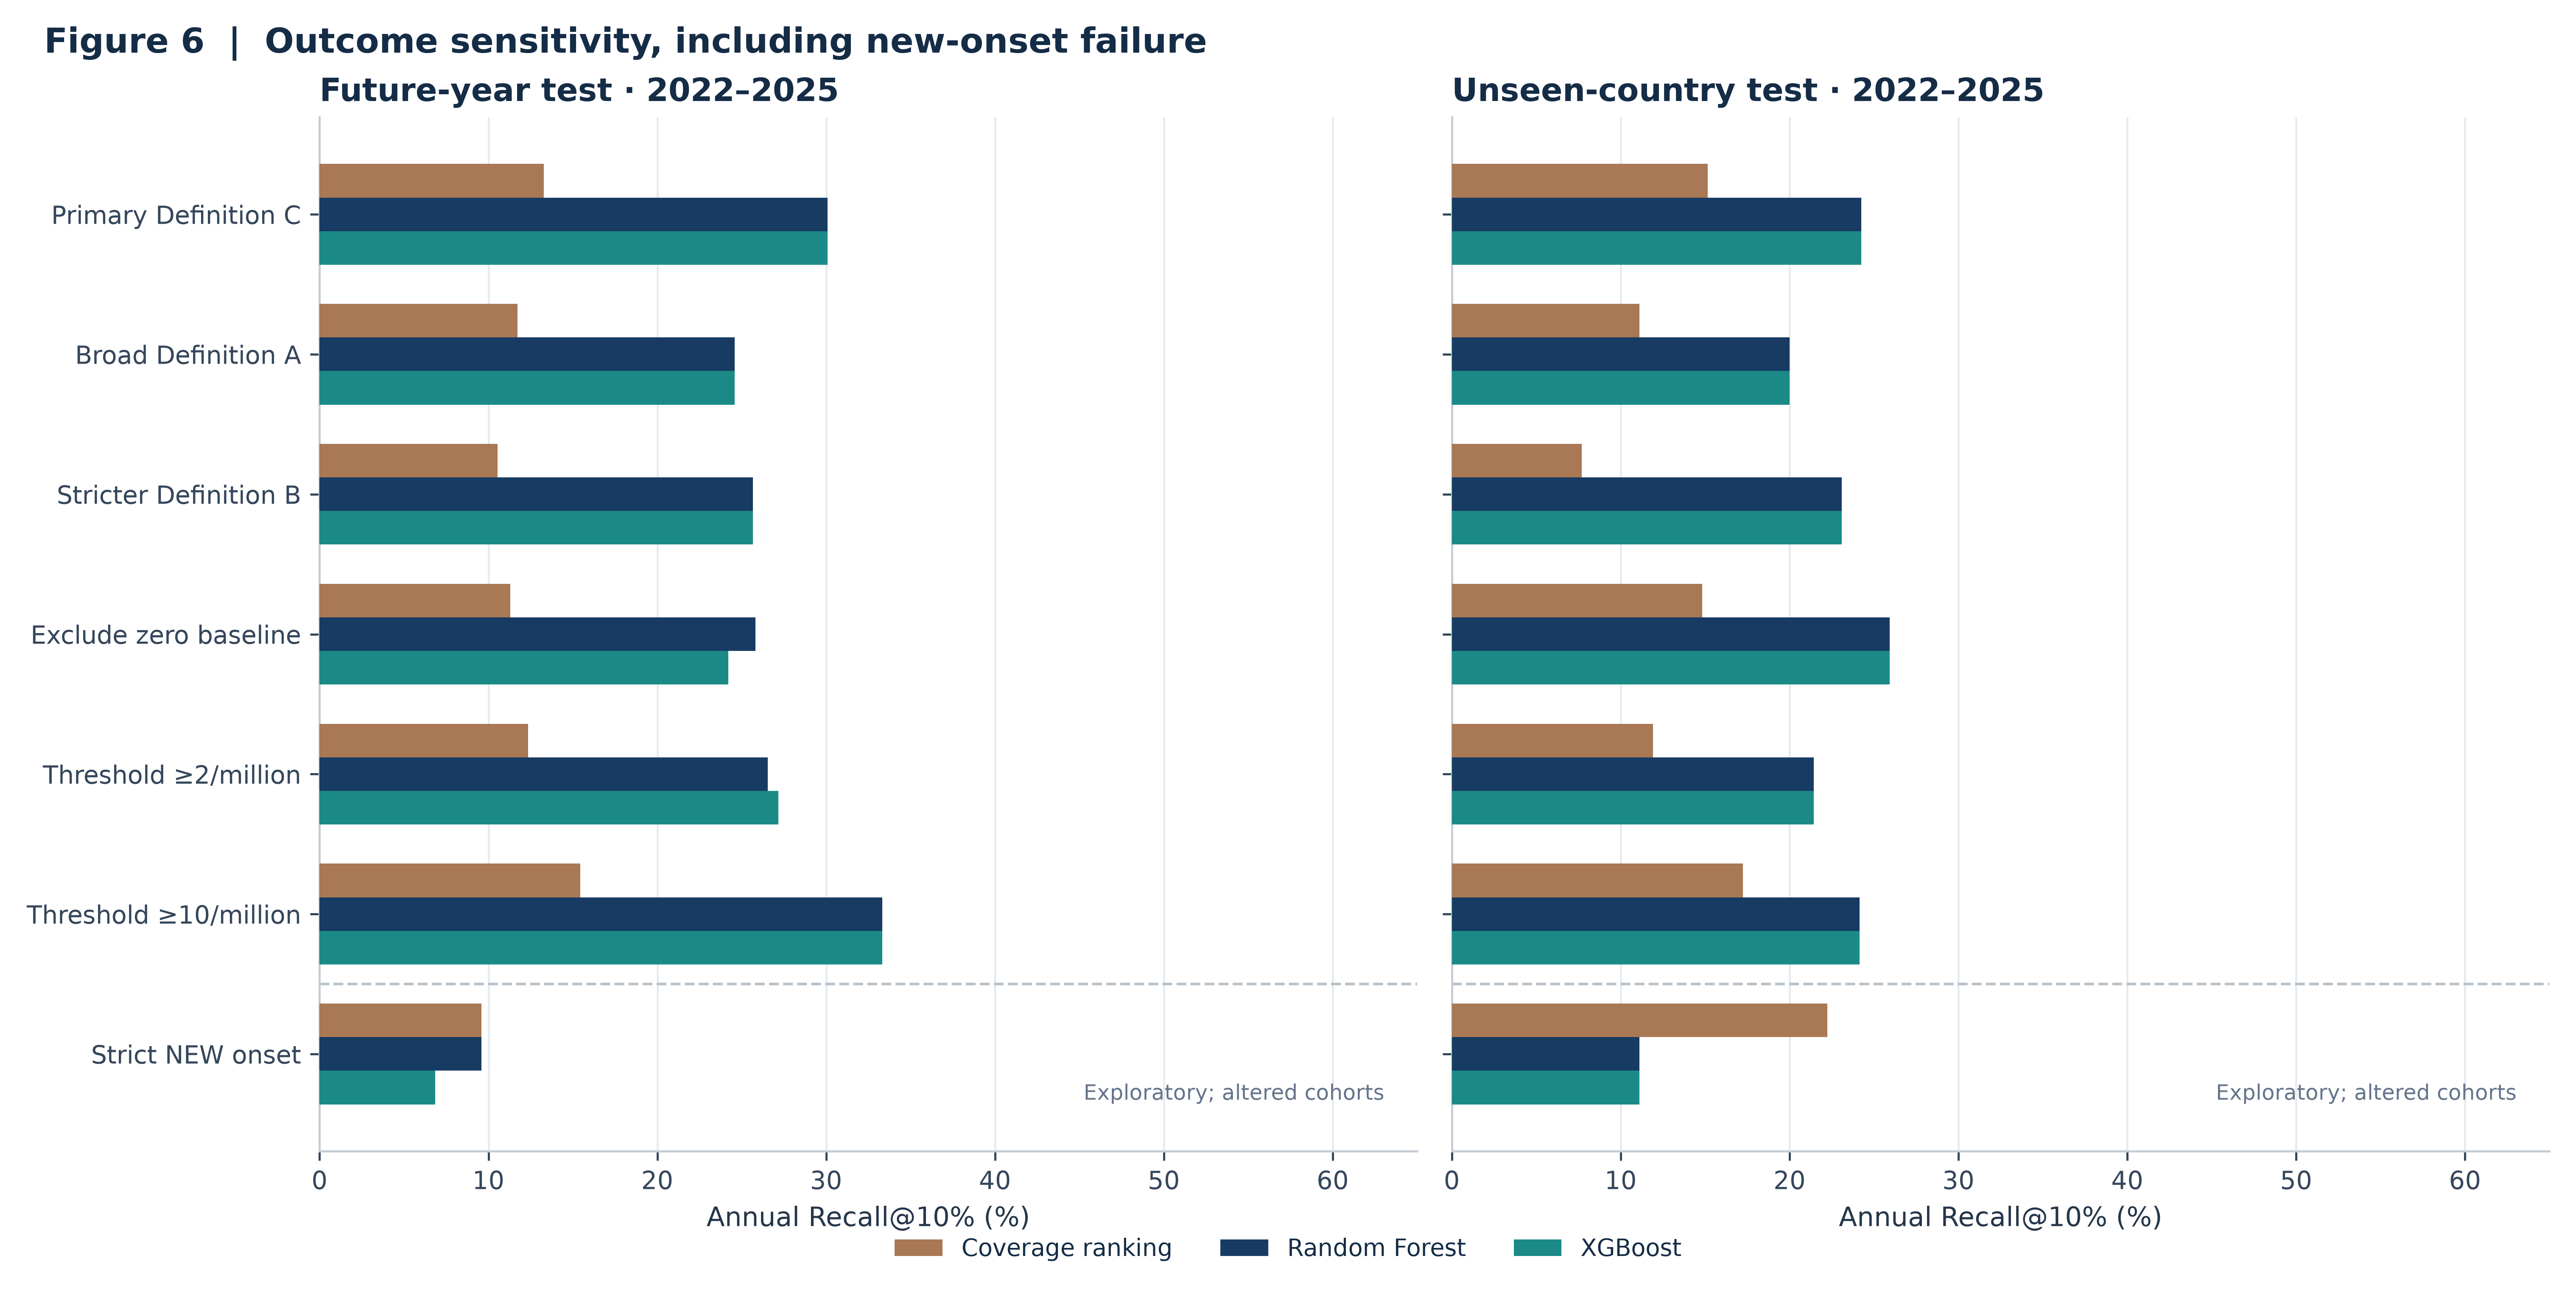 Figure 6 | Outcome sensitivity, including new-onset failure
Future-year test · 2022–2025
Unseen-country test · 2022–2025
Primary Definition C
Broad Definition A
Stricter Definition B
Exclude zero baseline
Threshold ≥2/million
Threshold ≥10/million
Strict NEW onset
Exploratory; altered cohorts
Exploratory; altered cohorts
0 10 20 30 40 50 60
0 10 20 30 40 50 60
Annual Recall@10% (%)
Annual Recall@10% (%)
Coverage ranking
Random Forest
XGBoost